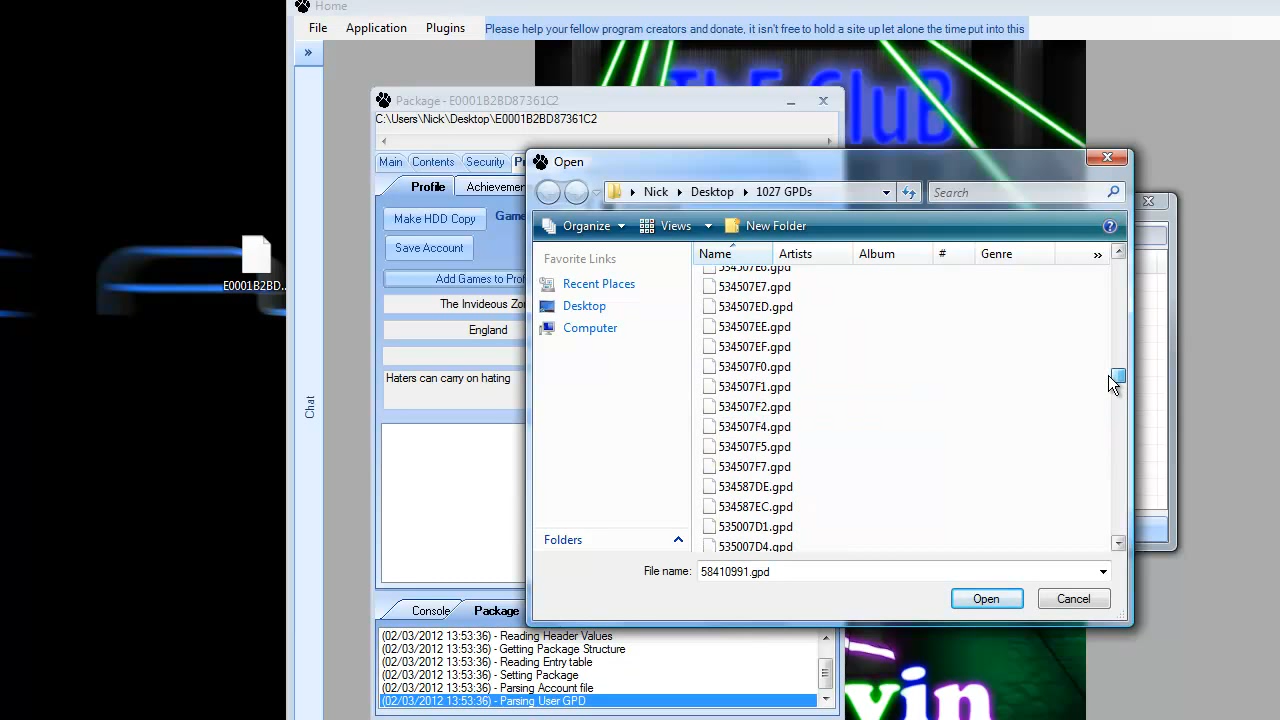 Home
File Application Plugins Please help your fellow program creators and donate, it isn't free to hold a site up let alone the time put into this
»
ThE CluB
Package - E0001B2BD87361C2
C:\Users\Nick\Desktop\E0001B2BD87361C2
Main Contents Security
Profile Achievemen
Make HDD Copy Game
Save Account
Add Games to Prof
The Invideous Zo
England
Haters can carry on hating
Chat
E0001B2BD...
Open
Nick Desktop 1027 GPDs
Search
Organize Views New Folder
Favorite Links
Recent Places
Desktop
Computer
Folders
Name Artists Album # Genre »
534507E6.gpd
534507E7.gpd
534507ED.gpd
534507EE.gpd
534507EF.gpd
534507F0.gpd
534507F1.gpd
534507F2.gpd
534507F4.gpd
534507F5.gpd
534507F7.gpd
534587DE.gpd
534587EC.gpd
535007D1.gpd
535007D4.gpd
File name: 58410991.gpd
Open Cancel
Console Package
(02/03/2012 13:53:36) - Reading Header Values
(02/03/2012 13:53:36) - Getting Package Structure
(02/03/2012 13:53:36) - Reading Entry table
(02/03/2012 13:53:36) - Setting Package
(02/03/2012 13:53:36) - Parsing Account file
(02/03/2012 13:53:36) - Parsing User GPD
vin